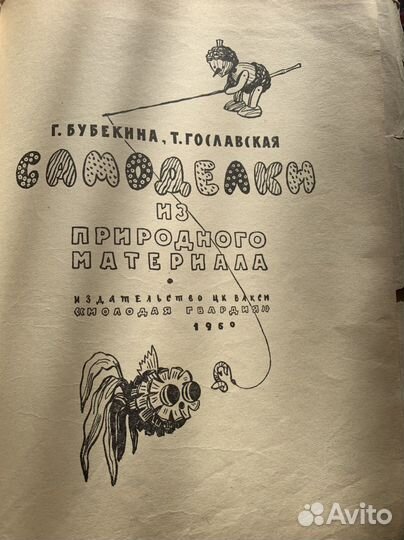 Г. БУБЕКИНА, Т. ГОСЛАВСКАЯ
САМОДЕЛКИ
ИЗ
ПРИРОДНОГО
МАТЕРИАЛА
ИЗДАТЕЛЬСТВО ЦК ВЛКСМ
«МОЛОДАЯ ГВАРДИЯ»
1960
Avito